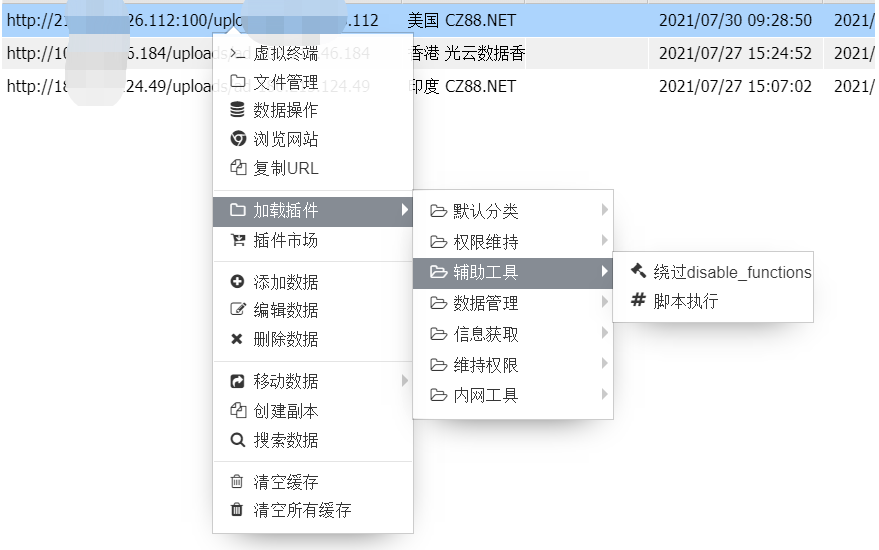 http://21 26.112:100/uplo .112 美国 CZ88.NET 2021/07/30 09:28:50 2021/
http://10 6.184/uploads/ad 46.184 香港 光云数据香 2021/07/27 15:24:52 2021/
http://18 24.49/uploads/ad .124.49 印度 CZ88.NET 2021/07/27 15:07:02 2021/
虚拟终端
文件管理
数据操作
浏览网站
复制URL
加载插件
插件市场
添加数据
编辑数据
删除数据
移动数据
创建副本
搜索数据
清空缓存
清空所有缓存
默认分类
权限维持
辅助工具
数据管理
信息获取
维持权限
内网工具
绕过disable_functions
脚本执行